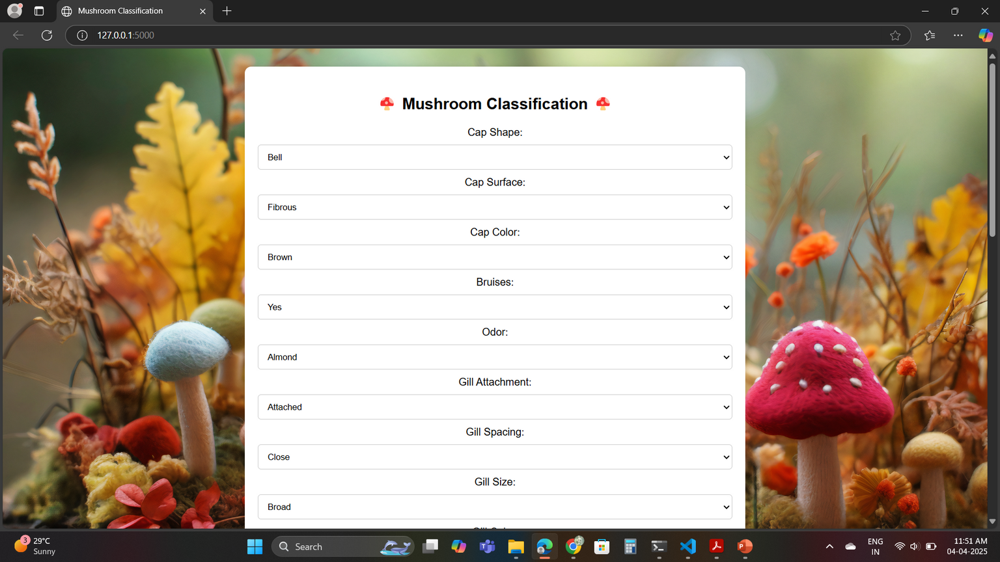 Mushroom Classification
127.0.0.1:5000
Mushroom Classification
Cap Shape:
Bell
Cap Surface:
Fibrous
Cap Color:
Brown
Bruises:
Yes
Odor:
Almond
Gill Attachment:
Attached
Gill Spacing:
Close
Gill Size:
Broad
3
29°C
Sunny
Search
ENG
IN
11:51 AM
04-04-2025